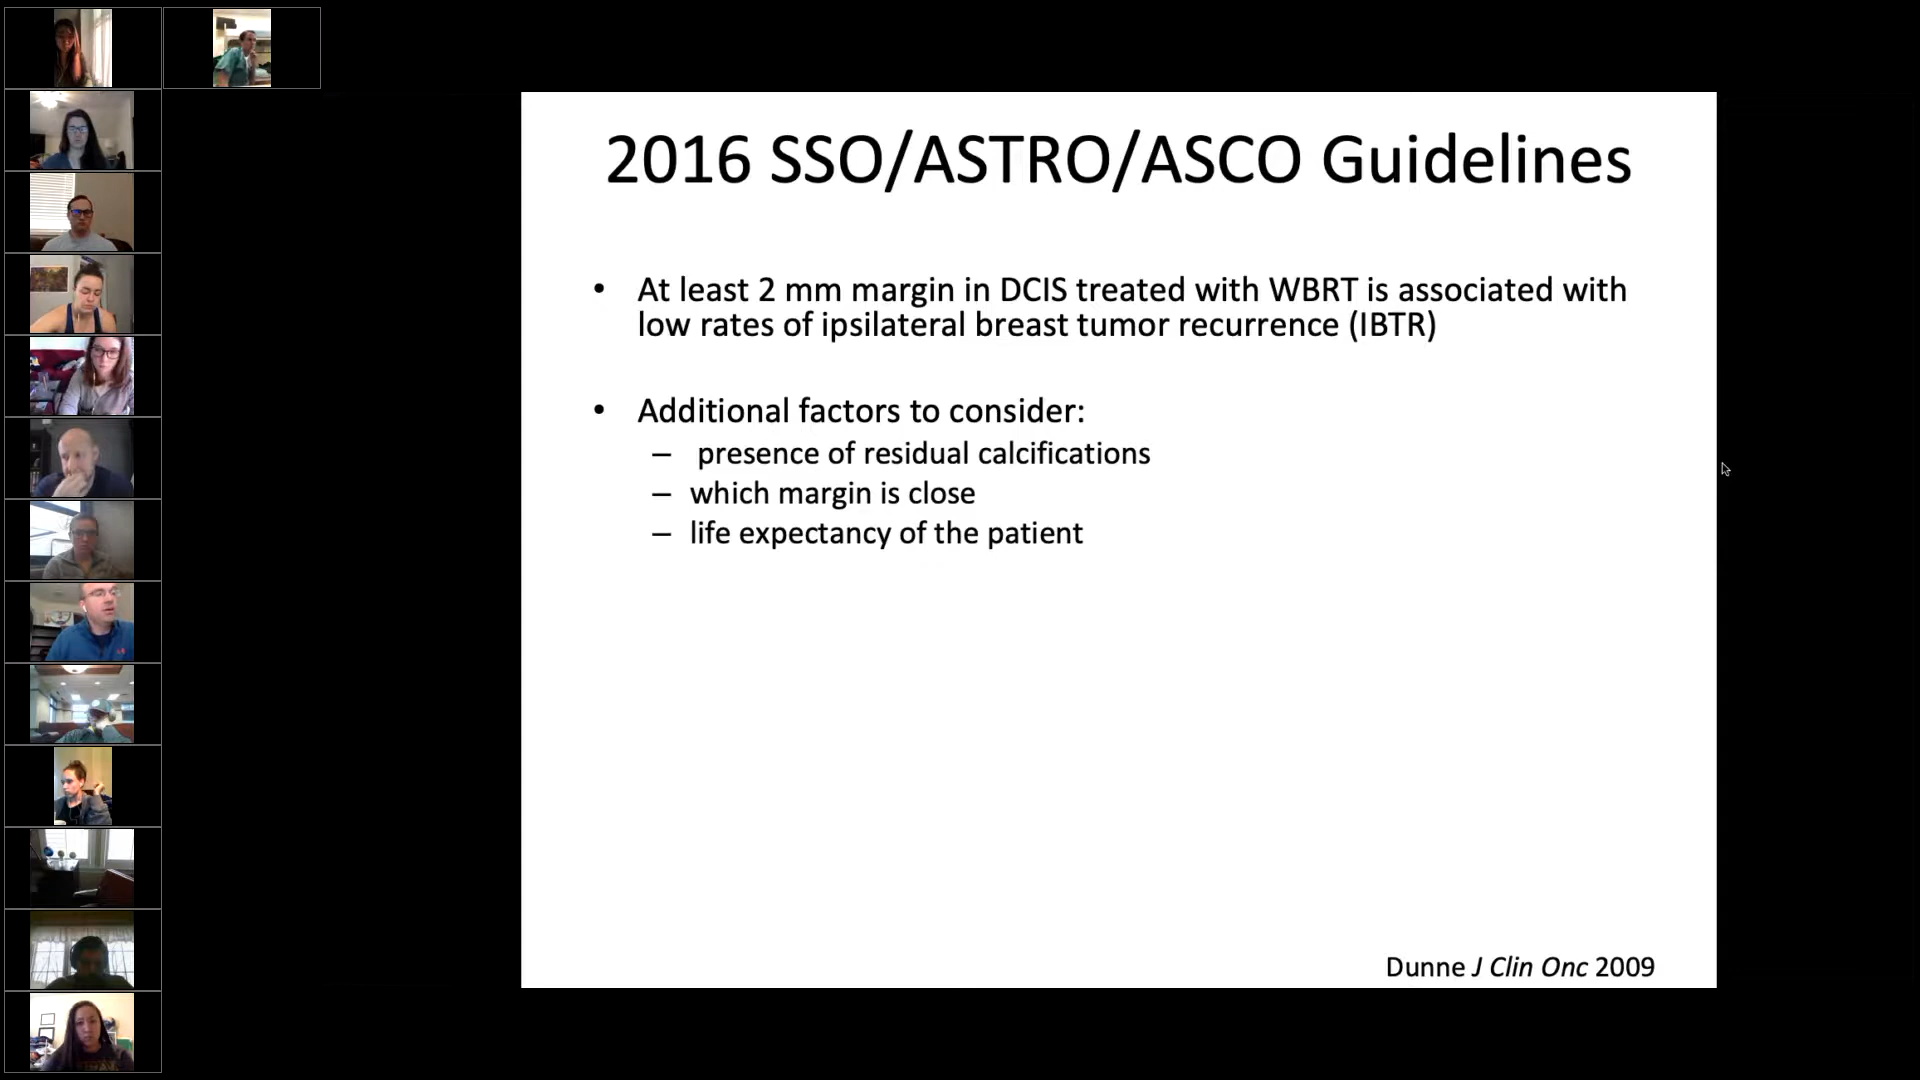 2016 SSO/ASTRO/ASCO Guidelines
• At least 2 mm margin in DCIS treated with WBRT is associated with
low rates of ipsilateral breast tumor recurrence (IBTR)
• Additional factors to consider:
– presence of residual calcifications
– which margin is close
– life expectancy of the patient
Dunne J Clin Onc 2009